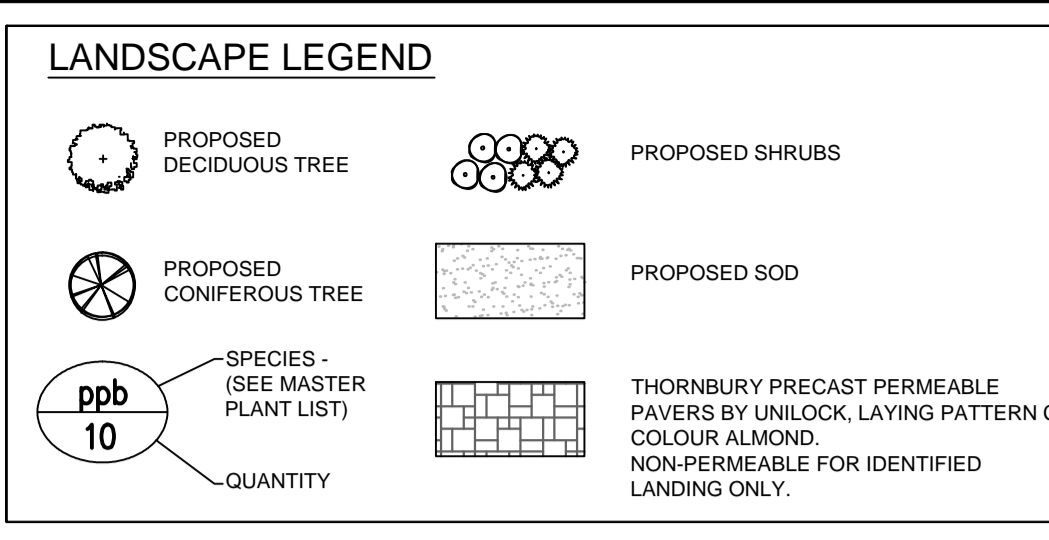 LANDSCAPE LEGEND
PROPOSED
DECIDUOUS TREE
PROPOSED SHRUBS
PROPOSED
CONIFEROUS TREE
PROPOSED SOD
ppb
10
SPECIES -
(SEE MASTER
PLANT LIST)
QUANTITY
THORNBURY PRECAST PERMEABLE
PAVERS BY UNILOCK, LAYING PATTERN
COLOUR ALMOND.
NON-PERMEABLE FOR IDENTIFIED
LANDING ONLY.